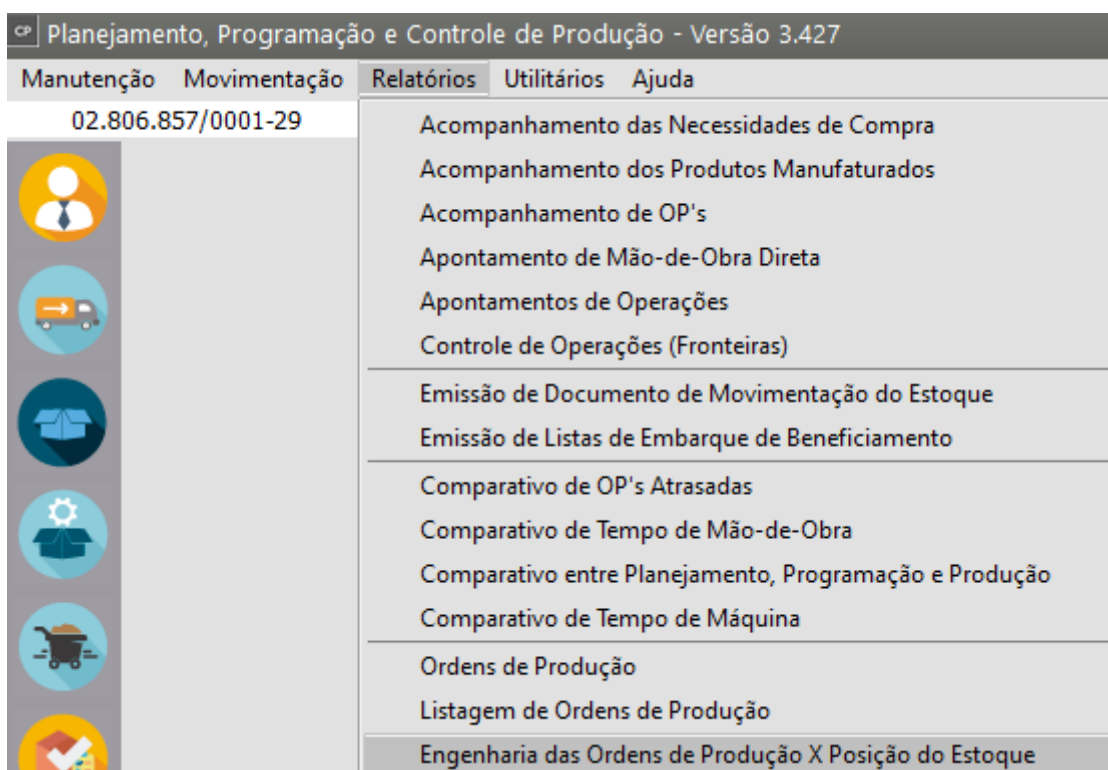 CP Planejamento, Programação e Controle de Produção - Versão 3.427
Manutenção Movimentação Relatórios Utilitários Ajuda
02.806.857/0001-29
Acompanhamento das Necessidades de Compra
Acompanhamento dos Produtos Manufaturados
Acompanhamento de OP's
Apontamento de Mão-de-Obra Direta
Apontamentos de Operações
Controle de Operações (Fronteiras)
Emissão de Documento de Movimentação do Estoque
Emissão de Listas de Embarque de Beneficiamento
Comparativo de OP's Atrasadas
Comparativo de Tempo de Mão-de-Obra
Comparativo entre Planejamento, Programação e Produção
Comparativo de Tempo de Máquina
Ordens de Produção
Listagem de Ordens de Produção
Engenharia das Ordens de Produção X Posição do Estoque